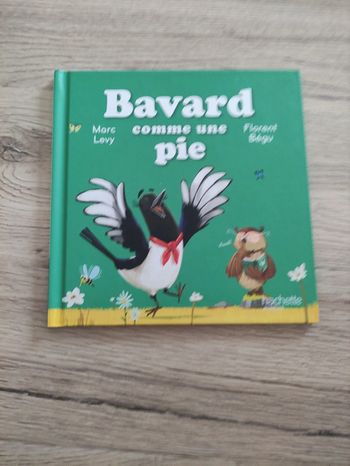 Bavard
comme une
pie
Marc
Levy
Florent
Bégu
hachette